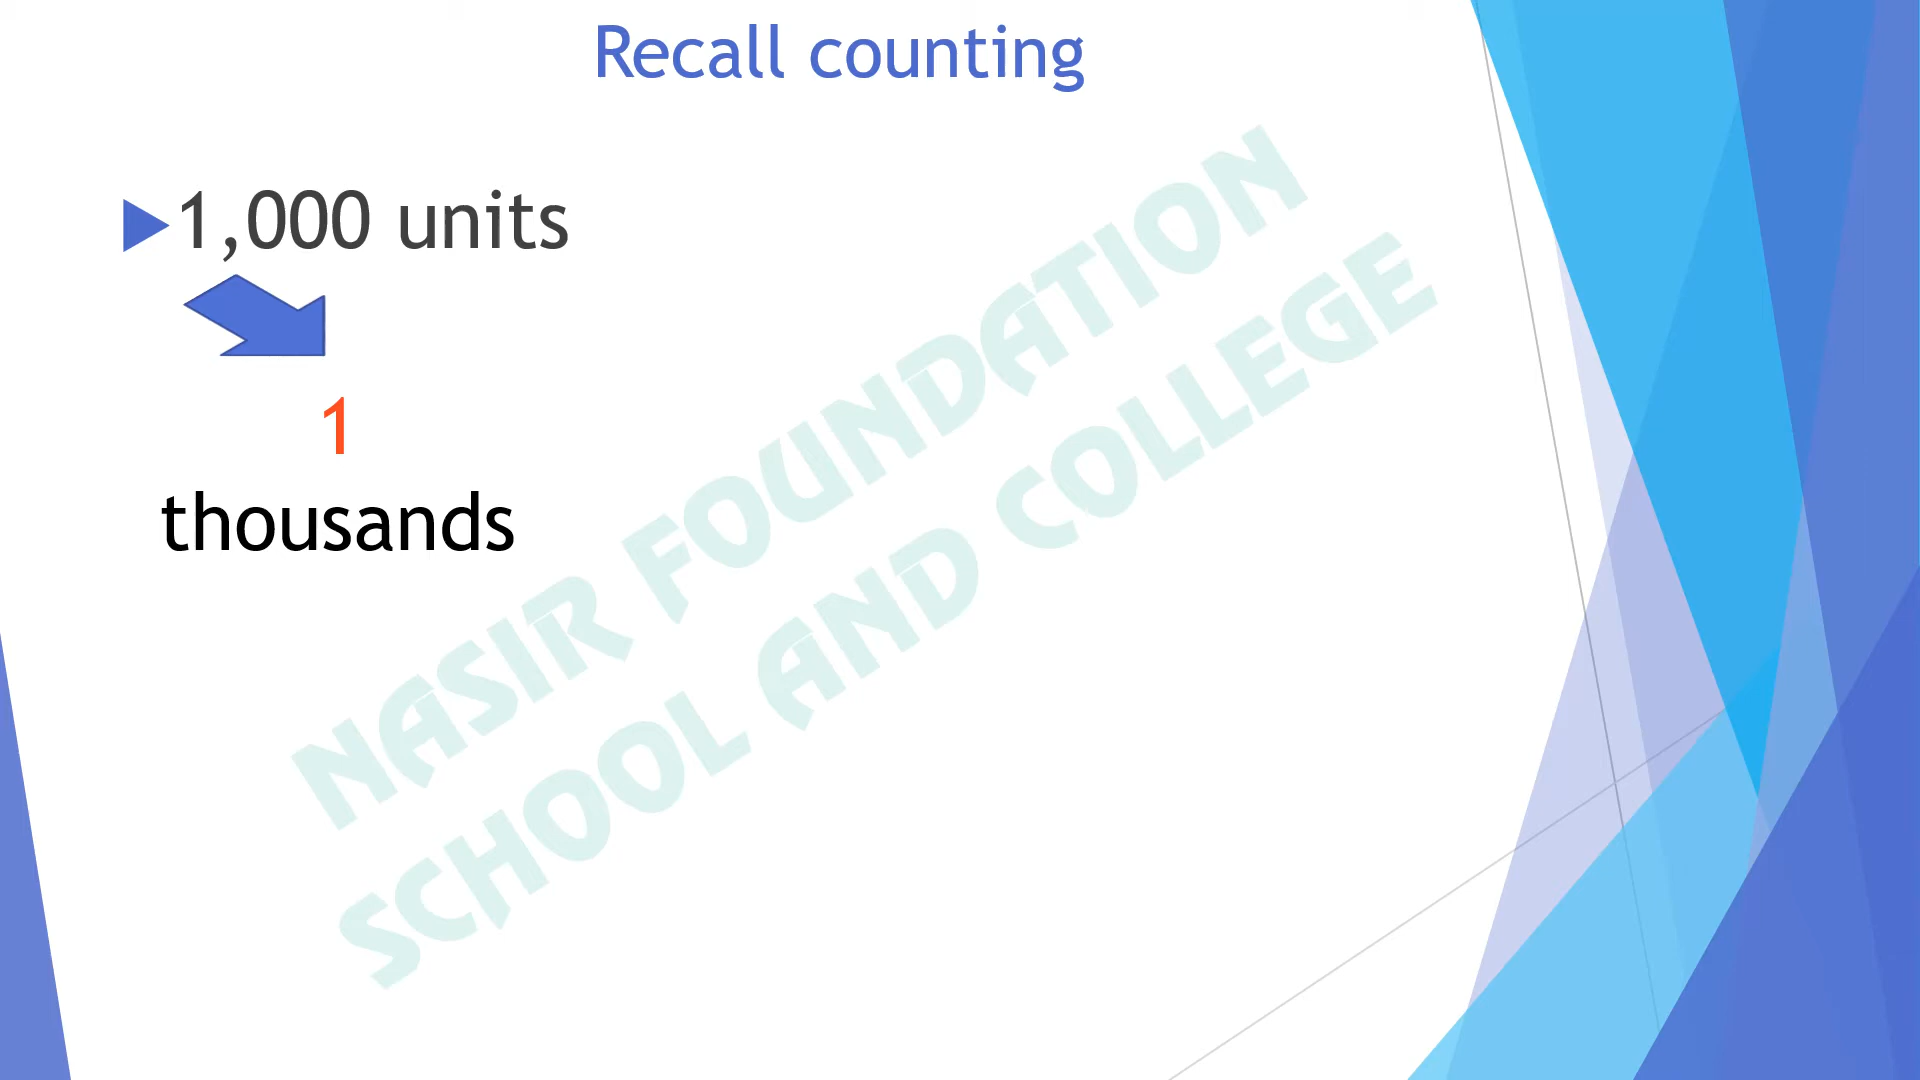 Recall counting
1,000 units
1
thousands
NASIR FOUNDATION
SCHOOL AND COLLEGE